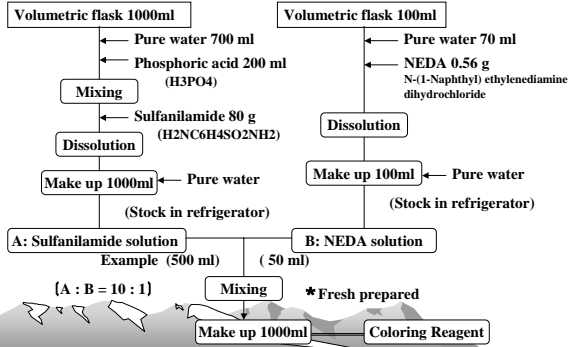 Volumetric flask 1000ml
Pure water 700 ml
Phosphoric acid 200 ml
(H3PO4)
Mixing
Sulfanilamide 80 g
(H2NC6H4SO2NH2)
Dissolution
Make up 1000ml
Pure water
(Stock in refrigerator)
A: Sulfanilamide solution
Volumetric flask 100ml
Pure water 70 ml
NEDA 0.56 g
N-(1-Naphthyl) ethylenediamine
dihydrochloride
Dissolution
Make up 100ml
Pure water
(Stock in refrigerator)
B: NEDA solution
Example (500 ml)
( 50 ml)
Mixing
(A : B = 10 : 1)
*Fresh prepared
Make up 1000ml
Coloring Reagent